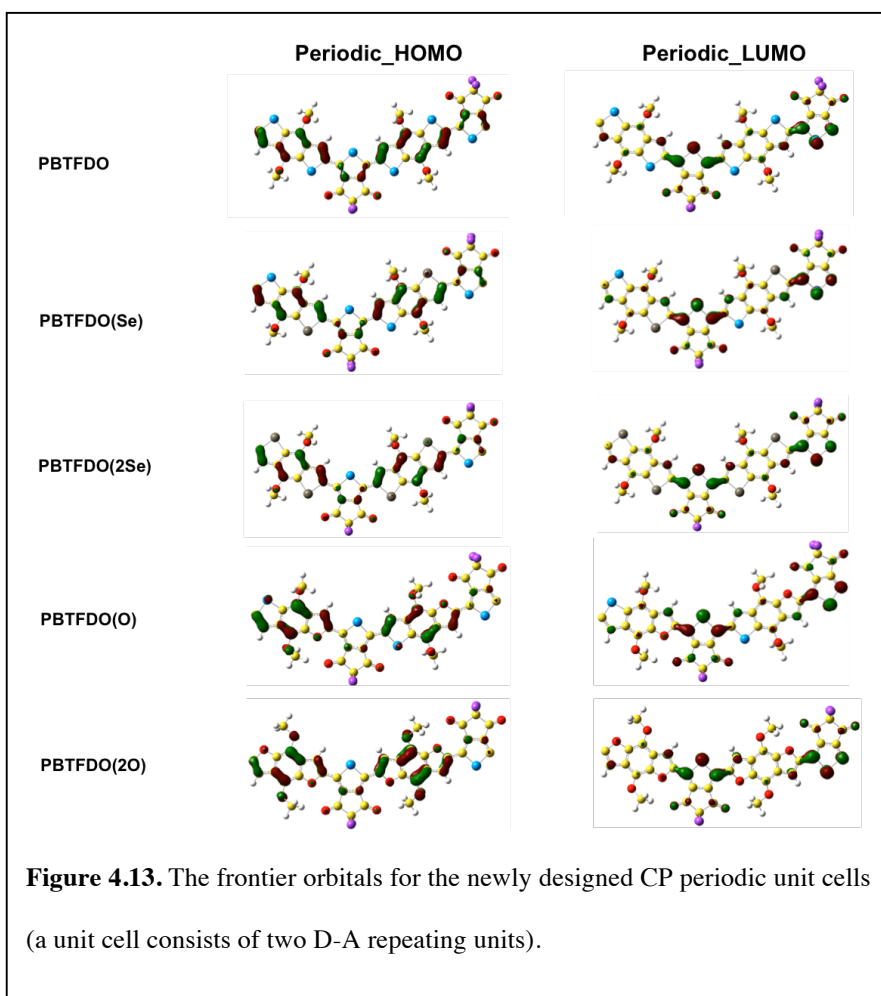 Periodic_HOMO Periodic_LUMO
PBTFDO
PBTFDO(Se)
PBTFDO(2Se)
PBTFDO(O)
PBTFDO(2O)
Figure 4.13. The frontier orbitals for the newly designed CP periodic unit cells
(a unit cell consists of two D-A repeating units).